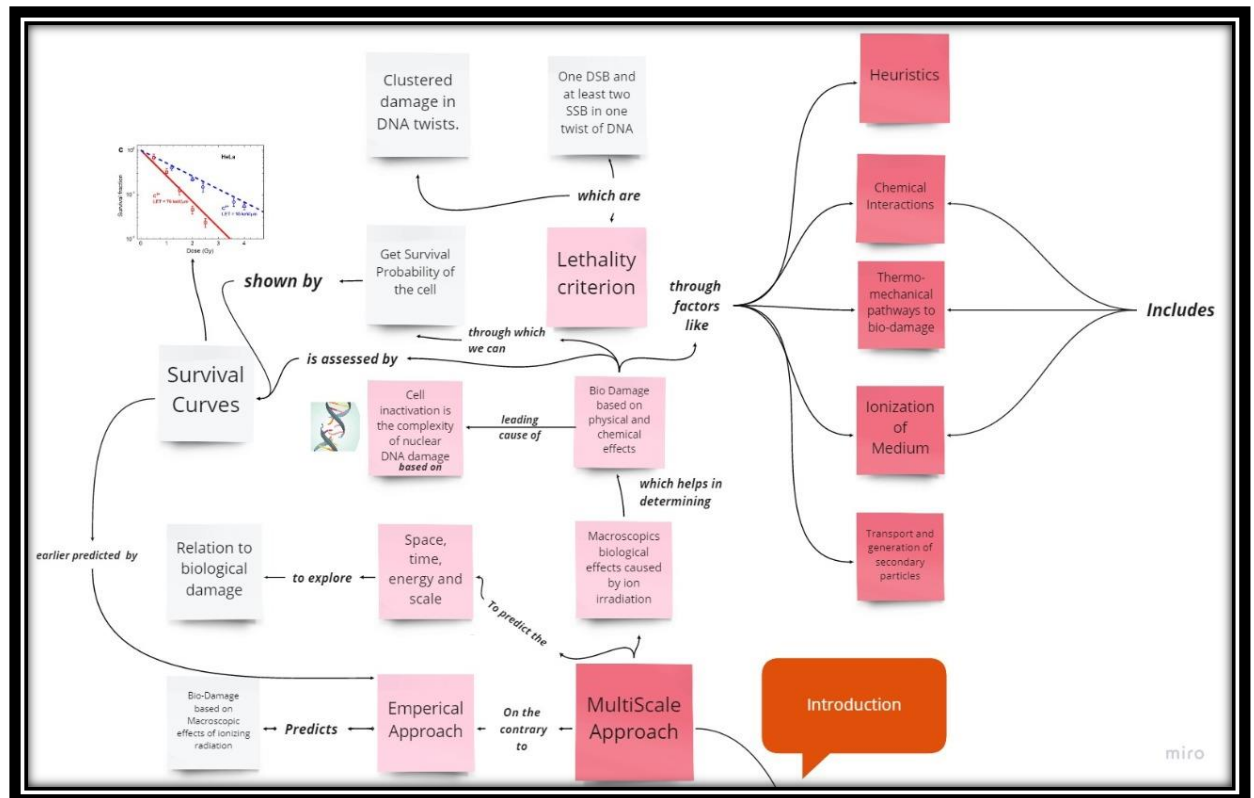 Clustered
damage in
DNA twists.
One DSB and
at least two
SSB in one
twist of DNA
Heuristics
which are
Chemical
Interactions
C
HeLa
Survival fraction
Dose (Gy)
0
1
2
3
4
shown by
Get Survival
Probability of
the cell
Lethality
criterion
through
factors
like
Thermo-
mechanical
pathways to
bio-damage
Includes
through which
we can
is assessed by
Survival
Curves
Cell
inactivation is
the complexity
of nuclear
DNA damage
based on
leading
cause of
Bio Damage
based on
physical and
chemical
effects
Ionization
of
Medium
which helps in
determining
earlier predicted by
Relation to
biological
damage
to explore
Space,
time,
energy and
scale
To predict the
Macroscopics
biological
effects caused
by ion
irradiation
Transport and
generation of
secondary
particles
Bio-Damage
based on
Macroscopic
effects of ionizing
radiation
Predicts
Emperical
Approach
On the
contrary
to
MultiScale
Approach
Introduction
miro